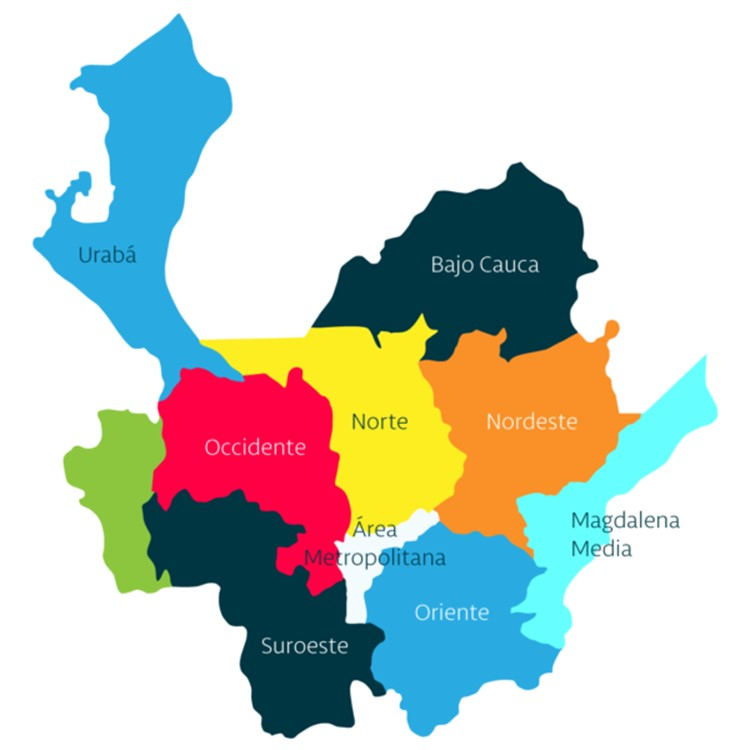 Urabá
Bajo Cauca
Norte
Nordeste
Occidente
Área
Metropolitana
Magdalena
Media
Oriente
Suroeste